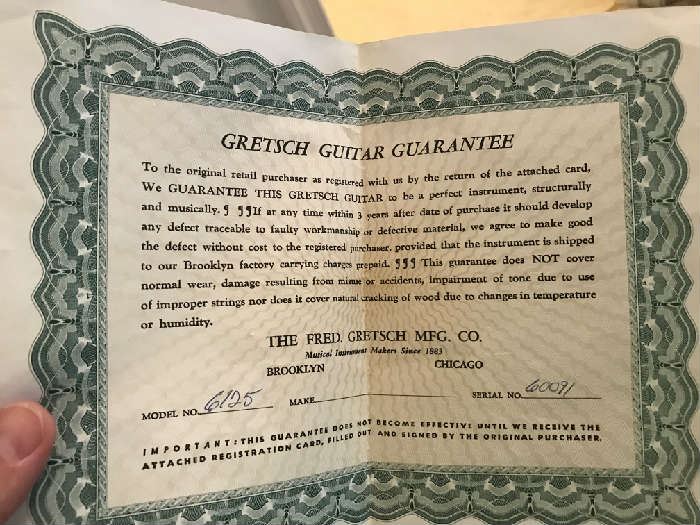 GRETSCH GUITAR GUARANTEE
To the original retail purchaser as registered with us by the return of the attached card,
We GUARANTEE THIS GRETSCH GUITAR to be a perfect instrument, structurally
and musically. ¶ ¶¶If at any time within 3 years after date of purchase it should develop
any defect traceable to faulty workmanship or defective material, we agree to make good
the defect without cost to the registered purchaser, provided that the instrument is shipped
to our Brooklyn factory carrying charges prepaid. ¶¶¶ This guarantee does NOT cover
normal wear, damage resulting from misuse or accidents, impairment of tone due to use
of improper strings nor does it cover natural cracking of wood due to changes in temperature
or humidity.
THE FRED. GRETSCH MFG. CO.
Musical Instrument Makers Since 1883
BROOKLYN CHICAGO
MODEL NO. 6125 MAKE SERIAL NO. 60091
IMPORTANT: THIS GUARANTEE DOES NOT BECOME EFFECTIVE UNTIL WE RECEIVE THE
ATTACHED REGISTRATION CARD, FILLED OUT AND SIGNED BY THE ORIGINAL PURCHASER.